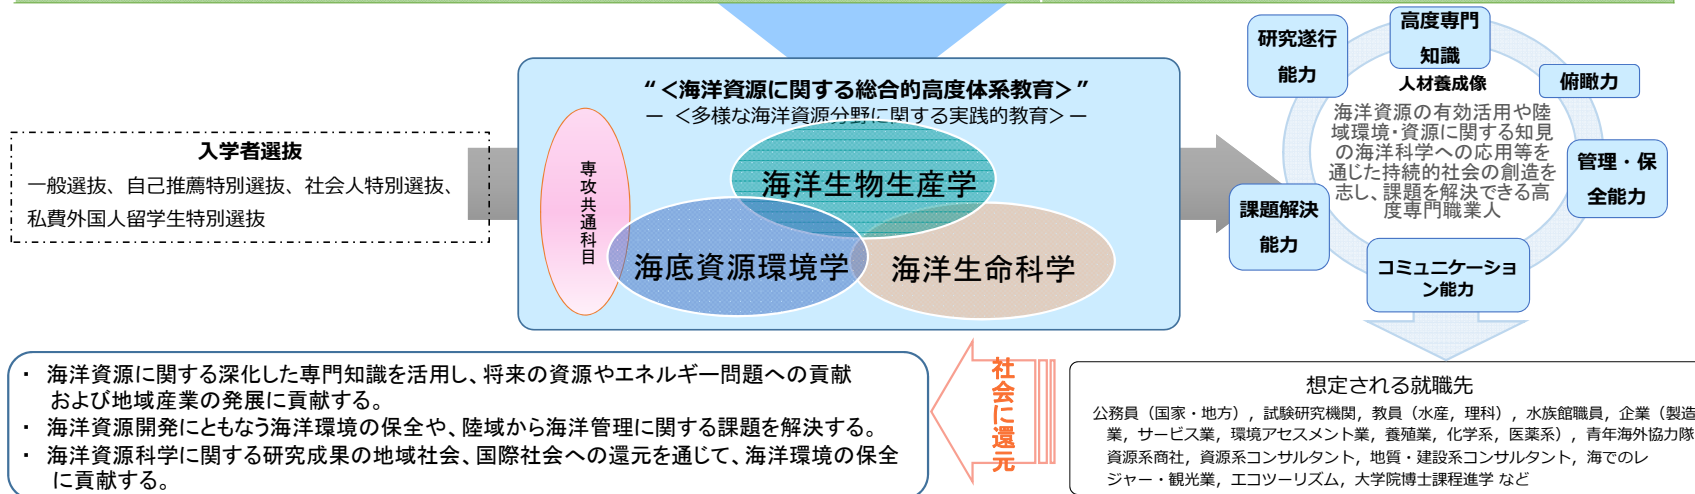 “ <海洋資源に関する総合的高度体系教育> ”
― <多様な海洋資源分野に関する実践的教育> ―
入学者選抜
一般選抜、自己推薦特別選抜、社会人特別選抜、
私費外国人留学生特別選抜
専攻共通科目
海洋生物生産学
海底資源環境学
海洋生命科学
研究遂行
能力
高度専門
知識
俯瞰力
人材養成像
海洋資源の有効活用や陸
域環境・資源に関する知見
の海洋科学への応用等を
通じた持続的社会の創造を
志し、課題を解決できる高
度専門職業人
管理・保
全能力
課題解決
能力
コミュニケーショ
ン能力
・ 海洋資源に関する深化した専門知識を活用し、将来の資源やエネルギー問題への貢献
および地域産業の発展に貢献する。
・ 海洋資源開発にともなう海洋環境の保全や、陸域から海洋管理に関する課題を解決する。
・ 海洋資源科学に関する研究成果の地域社会、国際社会への還元を通じて、海洋環境の保全
に貢献する。
社会に還元
想定される就職先
公務員（国家・地方），試験研究機関，教員（水産，理科），水族館職員，企業（製造
業，サービス業，環境アセスメント業，養殖業，化学系，医薬系），青年海外協力隊
資源系商社，資源系コンサルタント，地質・建設系コンサルタント，海でのレ
ジャー・観光業，エコツーリズム，大学院博士課程進学 など